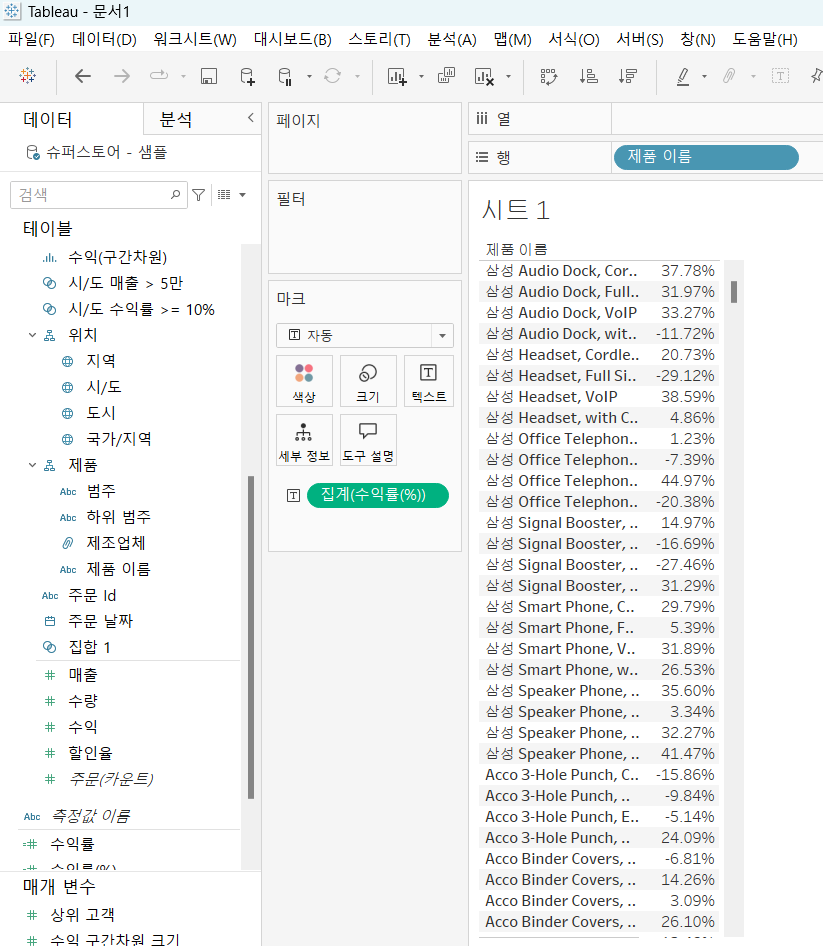 Tableau - 문서1
파일(F) 데이터(D) 워크시트(W) 대시보드(B) 스토리(T) 분석(A) 맵(M) 서식(O) 서버(S) 창(N) 도움말(H)
데이터 분석
슈퍼스토어 - 샘플
검색
테이블
수익(구간차원)
시/도 매출 > 5만
시/도 수익률 >= 10%
위치
지역
시/도
도시
국가/지역
제품
Abc 범주
Abc 하위 범주
제조업체
Abc 제품 이름
Abc 주문 Id
주문 날짜
집합 1
매출
수량
수익
할인율
주문(카운트)
Abc 측정값 이름
수익률
수익률(%)
매개 변수
상위 고객
수익 구간차원 크기
페이지
필터
마크
자동
색상 크기 텍스트
세부 정보 도구 설명
집계(수익률(%))
열
행 제품 이름
시트 1
제품 이름
삼성 Audio Dock, Cor.. 37.78%
삼성 Audio Dock, Full.. 31.97%
삼성 Audio Dock, VoIP 33.27%
삼성 Audio Dock, wit.. -11.72%
삼성 Headset, Cordle.. 20.73%
삼성 Headset, Full Si.. -29.12%
삼성 Headset, VoIP 38.59%
삼성 Headset, with C.. 4.86%
삼성 Office Telephon.. 1.23%
삼성 Office Telephon.. -7.39%
삼성 Office Telephon.. 44.97%
삼성 Office Telephon.. -20.38%
삼성 Signal Booster, .. 14.97%
삼성 Signal Booster, .. -16.69%
삼성 Signal Booster, .. -27.46%
삼성 Signal Booster, .. 31.29%
삼성 Smart Phone, C.. 29.79%
삼성 Smart Phone, F.. 5.39%
삼성 Smart Phone, V.. 31.89%
삼성 Smart Phone, w.. 26.53%
삼성 Speaker Phone, .. 35.60%
삼성 Speaker Phone, .. 3.34%
삼성 Speaker Phone, .. 32.27%
삼성 Speaker Phone, .. 41.47%
Acco 3-Hole Punch, C.. -15.86%
Acco 3-Hole Punch, .. -9.84%
Acco 3-Hole Punch, E.. -5.14%
Acco 3-Hole Punch, .. 24.09%
Acco Binder Covers, .. -6.81%
Acco Binder Covers, .. 14.26%
Acco Binder Covers, .. 3.09%
Acco Binder Covers, .. 26.10%